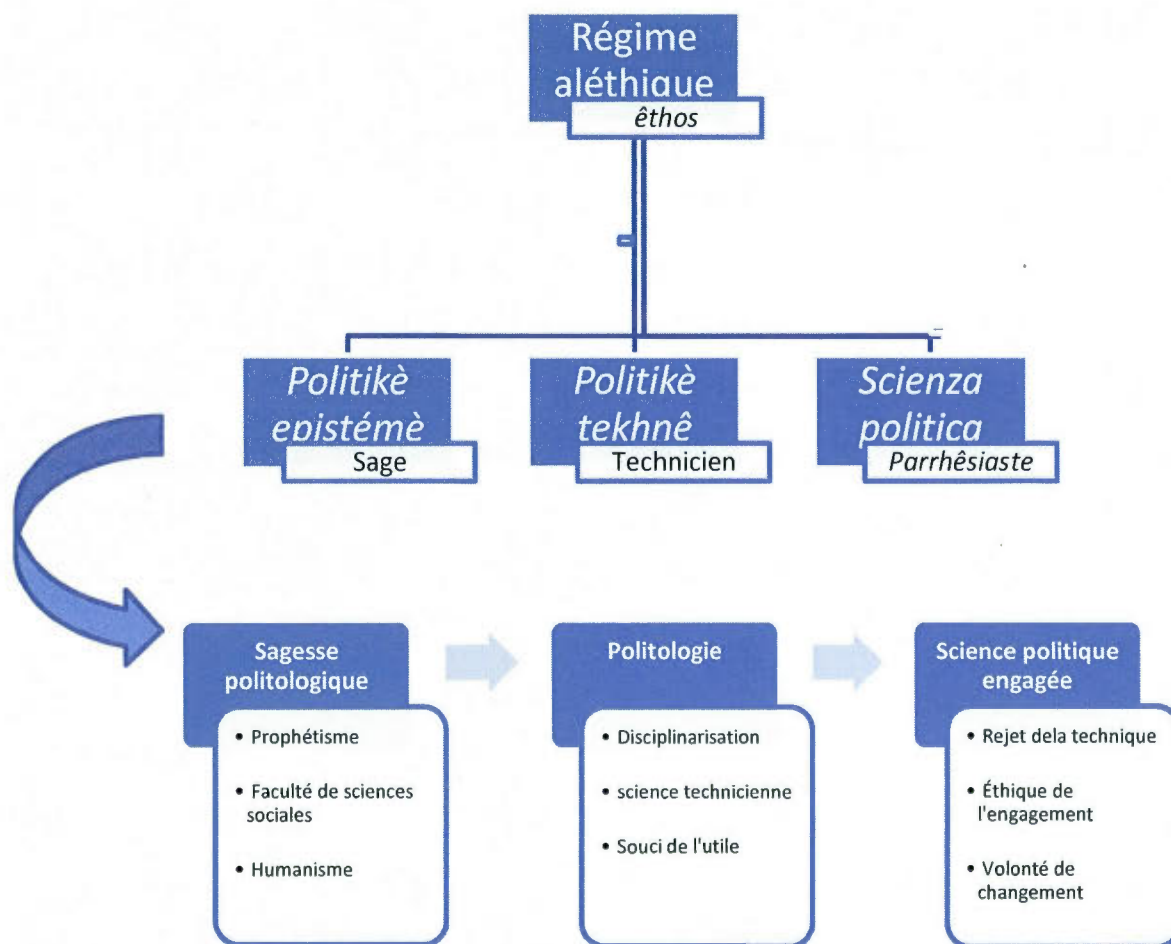 Régime
aléthique
êthos
Politikè
epistémè
Sage
Politikè
tekhnê
Technicien
Scienza
politica
Parrhêsiaste
Sagesse
politologique
• Prophétisme
• Faculté de sciences
sociales
• Humanisme
Politologie
• Disciplinarisation
• science technicienne
• Souci de l'utile
Science politique
engagée
• Rejet dela technique
• Éthique de
l'engagement
• Volonté de
changement